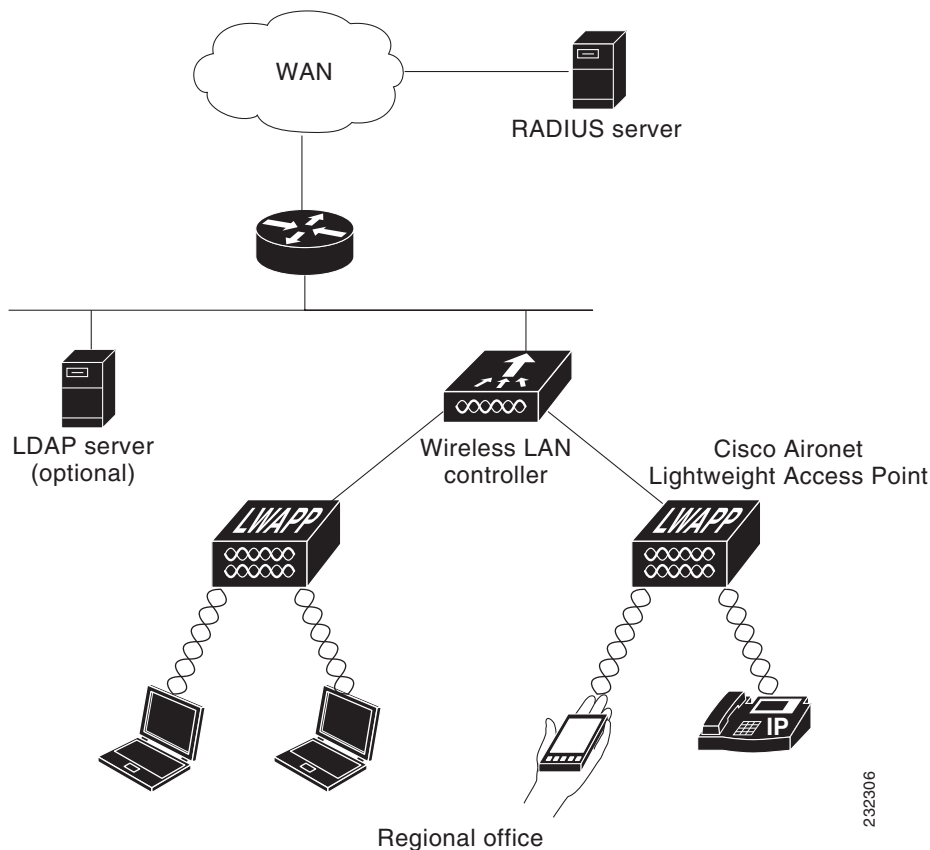 WAN
RADIUS server
LDAP server
(optional)
Wireless LAN
controller
Cisco Aironet
Lightweight Access Point
LWAPP
LWAPP
IP
Regional office
232306